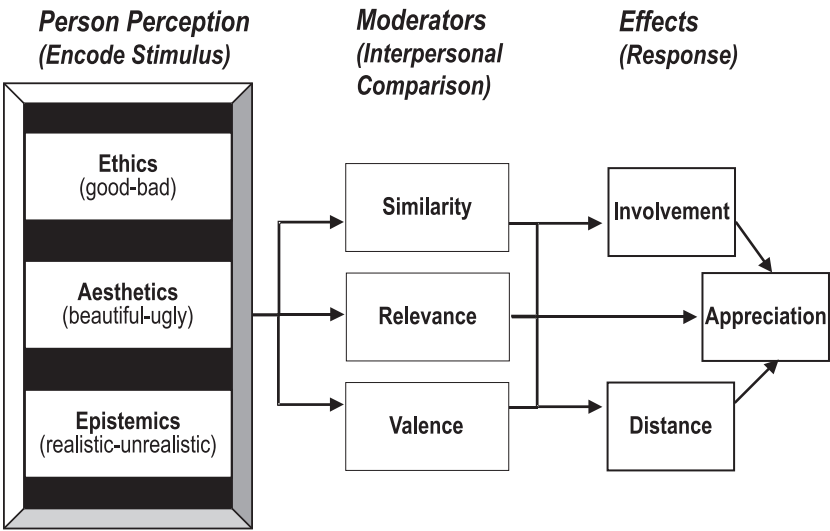 Person Perception
(Encode Stimulus)
Moderators
(Interpersonal
Comparison)
Effects
(Response)
Ethics
(good-bad)
Aesthetics
(beautiful-ugly)
Epistemics
(realistic-unrealistic)
Similarity
Relevance
Valence
Involvement
Appreciation
Distance